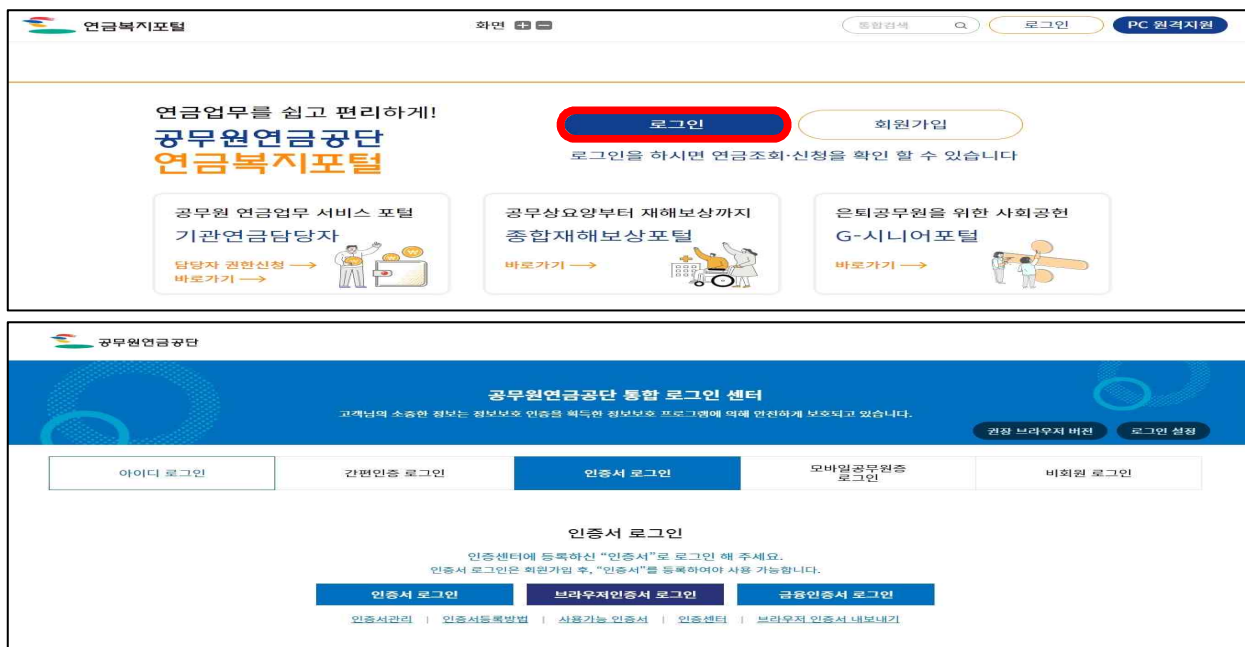 연금복지포털
화면
통합검색
로그인
PC 원격지원
연금업무를 쉽고 편리하게!
공무원연금공단
연금복지포털
로그인
회원가입
로그인을 하시면 연금조회·신청을 확인 할 수 있습니다
공무원 연금업무 서비스 포털
기관연금담당자
담당자 권한신청 →
바로가기 →
공무상요양부터 재해보상까지
종합재해보상포털
바로가기 →
은퇴공무원을 위한 사회공헌
G-시니어포털
바로가기 →
공무원연금공단
공무원연금공단 통합 로그인 센터
고객님의 소중한 정보는 정보보호 인증을 획득한 정보보호 프로그램에 의해 안전하게 보호되고 있습니다.
권장 브라우저 버전
로그인 설정
아이디 로그인
간편인증 로그인
인증서 로그인
모바일공무원증
로그인
비회원 로그인
인증서 로그인
인증센터에 등록하신 “인증서”로 로그인 해 주세요.
인증서 로그인은 회원가입 후, “인증서”를 등록하여야 사용 가능합니다.
인증서 로그인
브라우저인증서 로그인
금융인증서 로그인
인증서관리 | 인증서등록방법 | 사용가능 인증서 | 인증센터 | 브라우저 인증서 내보내기